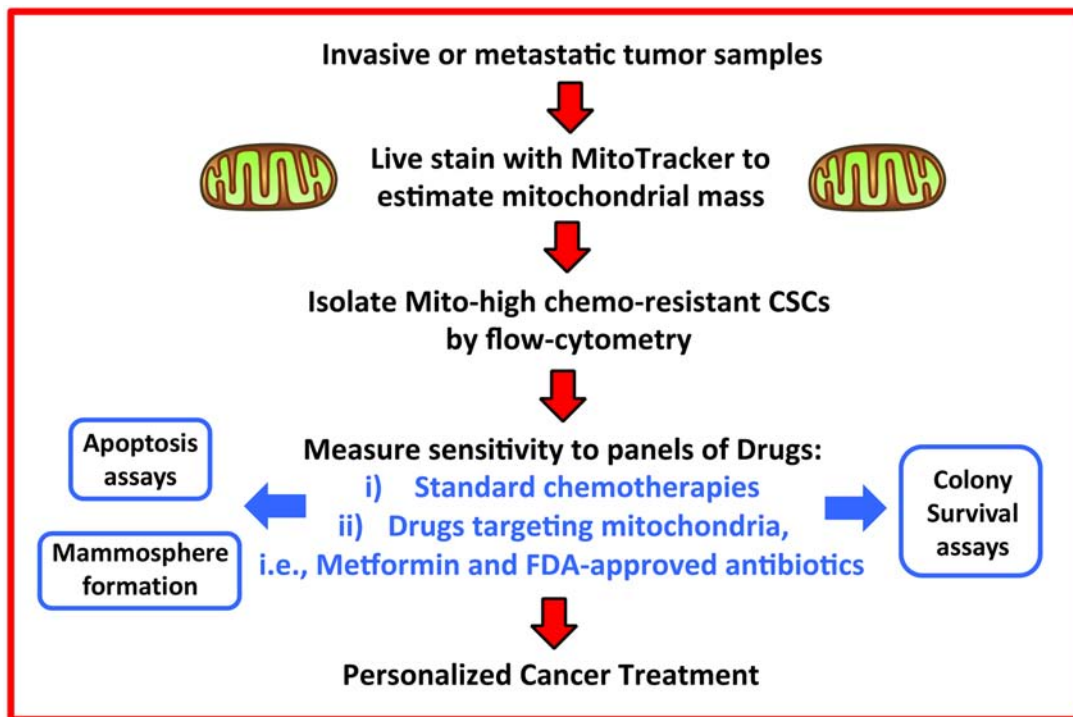 Invasive or metastatic tumor samples
Live stain with MitoTracker to
estimate mitochondrial mass
Isolate Mito-high chemo-resistant CSCs
by flow-cytometry
Apoptosis
assays
Mammosphere
formation
Measure sensitivity to panels of Drugs:
i) Standard chemotherapies
ii) Drugs targeting mitochondria,
i.e., Metformin and FDA-approved antibiotics
Colony
Survival
assays
Personalized Cancer Treatment